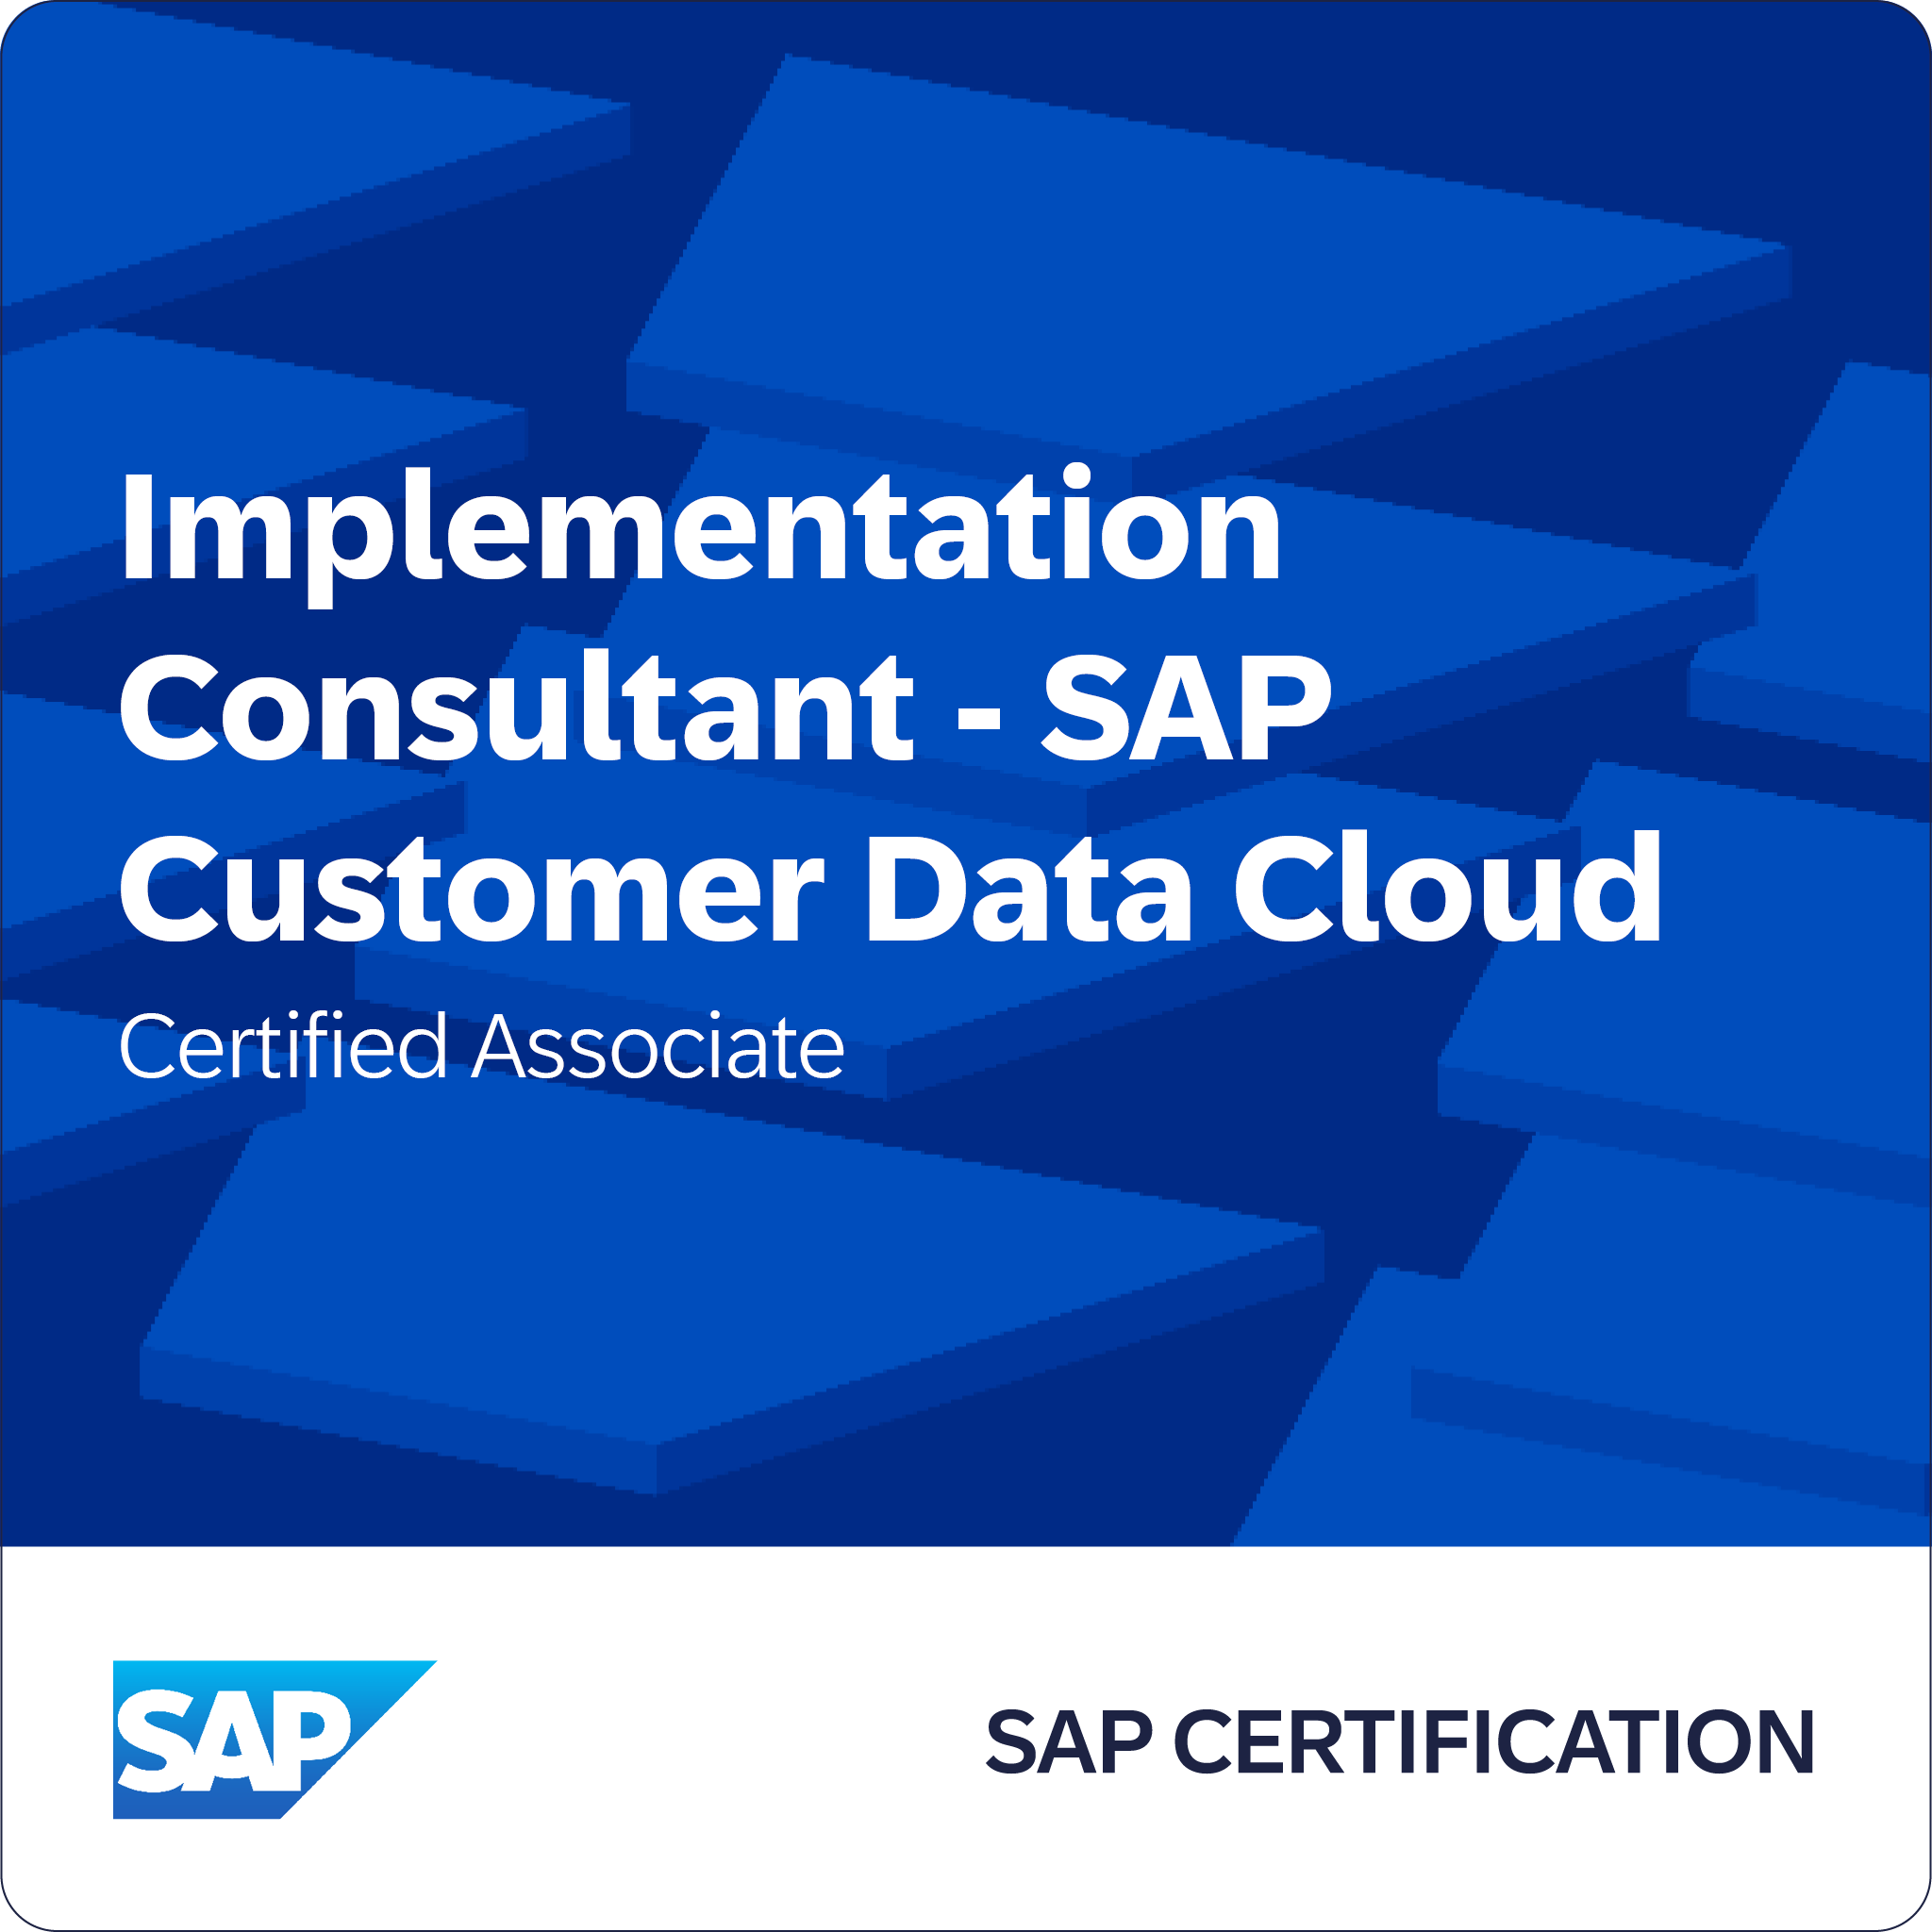 Implementation
Consultant - SAP
Customer Data Cloud
Certified Associate
SAP
SAP CERTIFICATION